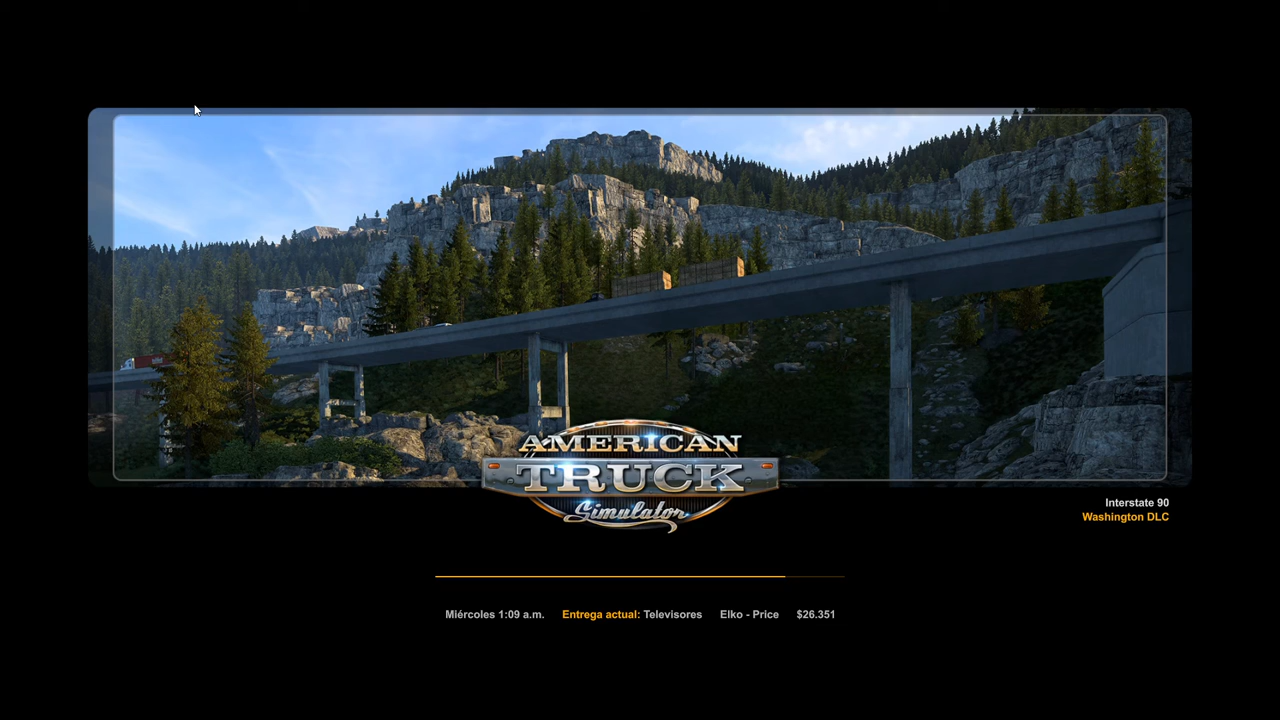 AMERICAN
TRUCK
Simulator
Interstate 90
Washington DLC
Miércoles 1:09 a.m. Entrega actual: Televisores Elko - Price $26.351